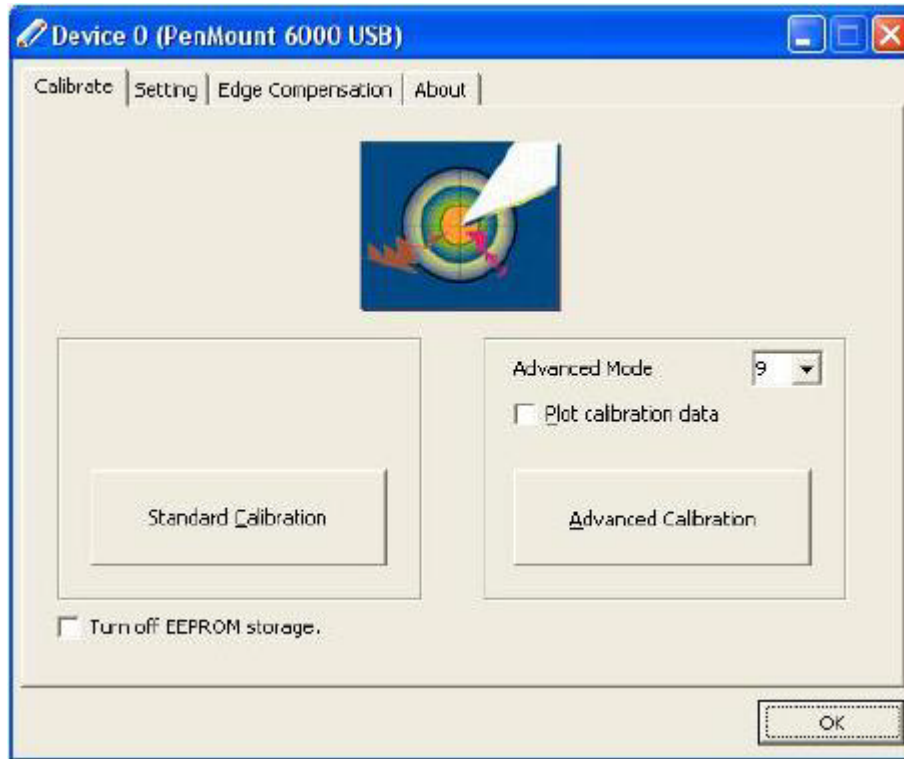 Device 0 (PenMount 6000 USB)
Calibrate Setting Edge Compensation About
Advanced Mode 9
Plot calibration data
Standard Calibration
Advanced Calibration
Turn off EEPROM storage.
OK